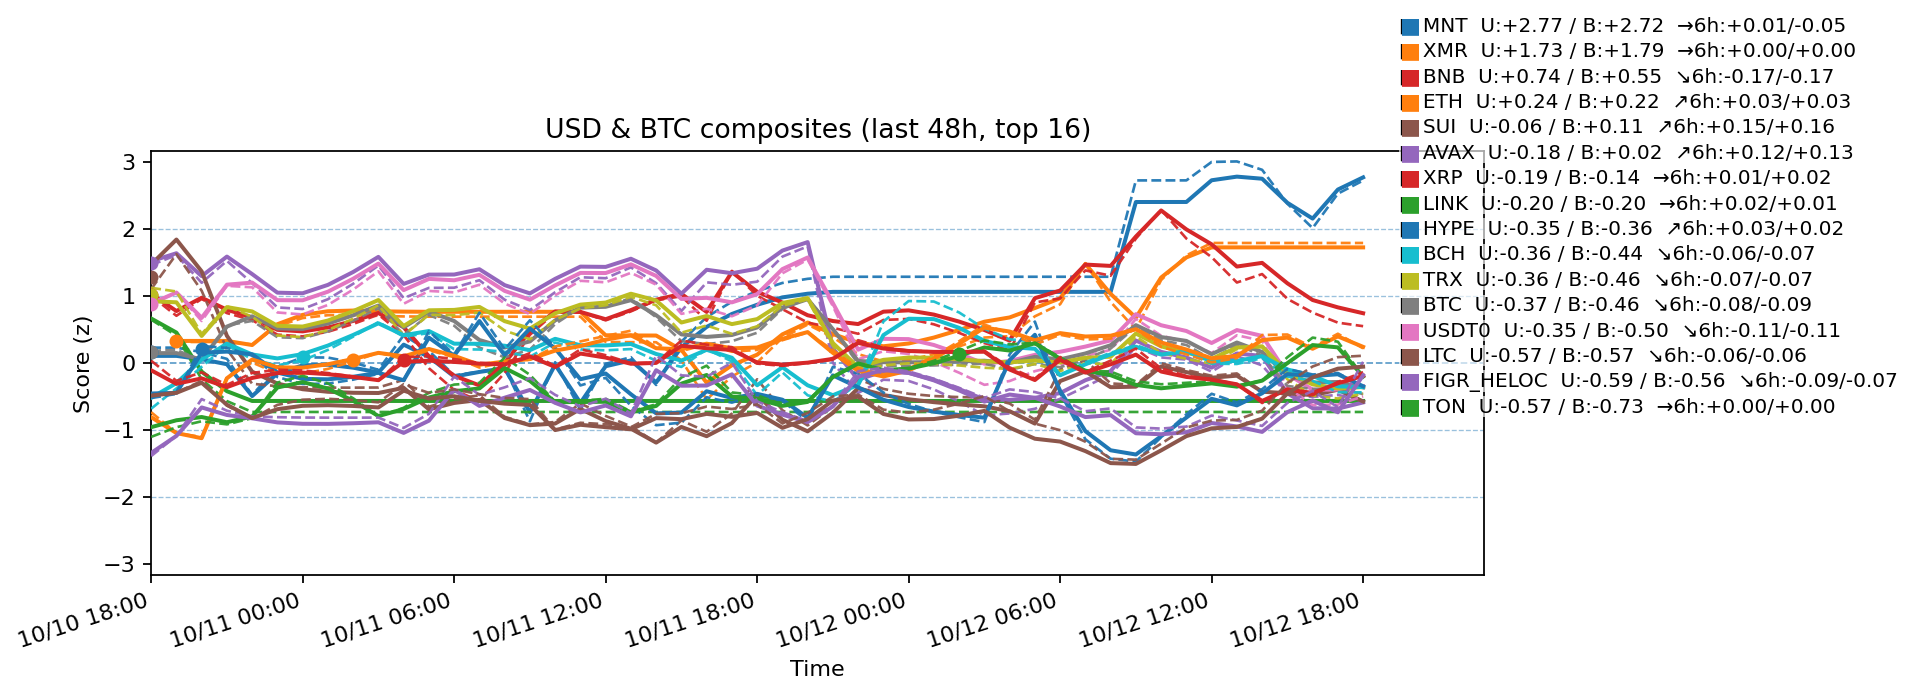 MNT U:+2.77 / B:+2.72 →6h:+0.01/-0.05
XMR U:+1.73 / B:+1.79 →6h:+0.00/+0.00
BNB U:+0.74 / B:+0.55 ↘6h:-0.17/-0.17
ETH U:+0.24 / B:+0.22 ↗6h:+0.03/+0.03
SUI U:-0.06 / B:+0.11 ↗6h:+0.15/+0.16
AVAX U:-0.18 / B:+0.02 ↗6h:+0.12/+0.13
XRP U:-0.19 / B:-0.14 →6h:+0.01/+0.02
LINK U:-0.20 / B:-0.20 →6h:+0.02/+0.01
HYPE U:-0.35 / B:-0.36 ↗6h:+0.03/+0.02
BCH U:-0.36 / B:-0.44 ↘6h:-0.06/-0.07
TRX U:-0.36 / B:-0.46 ↘6h:-0.07/-0.07
BTC U:-0.37 / B:-0.46 ↘6h:-0.08/-0.09
USDT0 U:-0.35 / B:-0.50 ↘6h:-0.11/-0.11
LTC U:-0.57 / B:-0.57 ↘6h:-0.06/-0.06
FIGR_HELOC U:-0.59 / B:-0.56 ↘6h:-0.09/-0.07
TON U:-0.57 / B:-0.73 →6h:+0.00/+0.00
USD & BTC composites (last 48h, top 16)
Score (z)
3
2
1
0
−1
−2
−3
10/10 18:00
10/11 00:00
10/11 06:00
10/11 12:00
10/11 18:00
10/12 00:00
10/12 06:00
10/12 12:00
10/12 18:00
Time